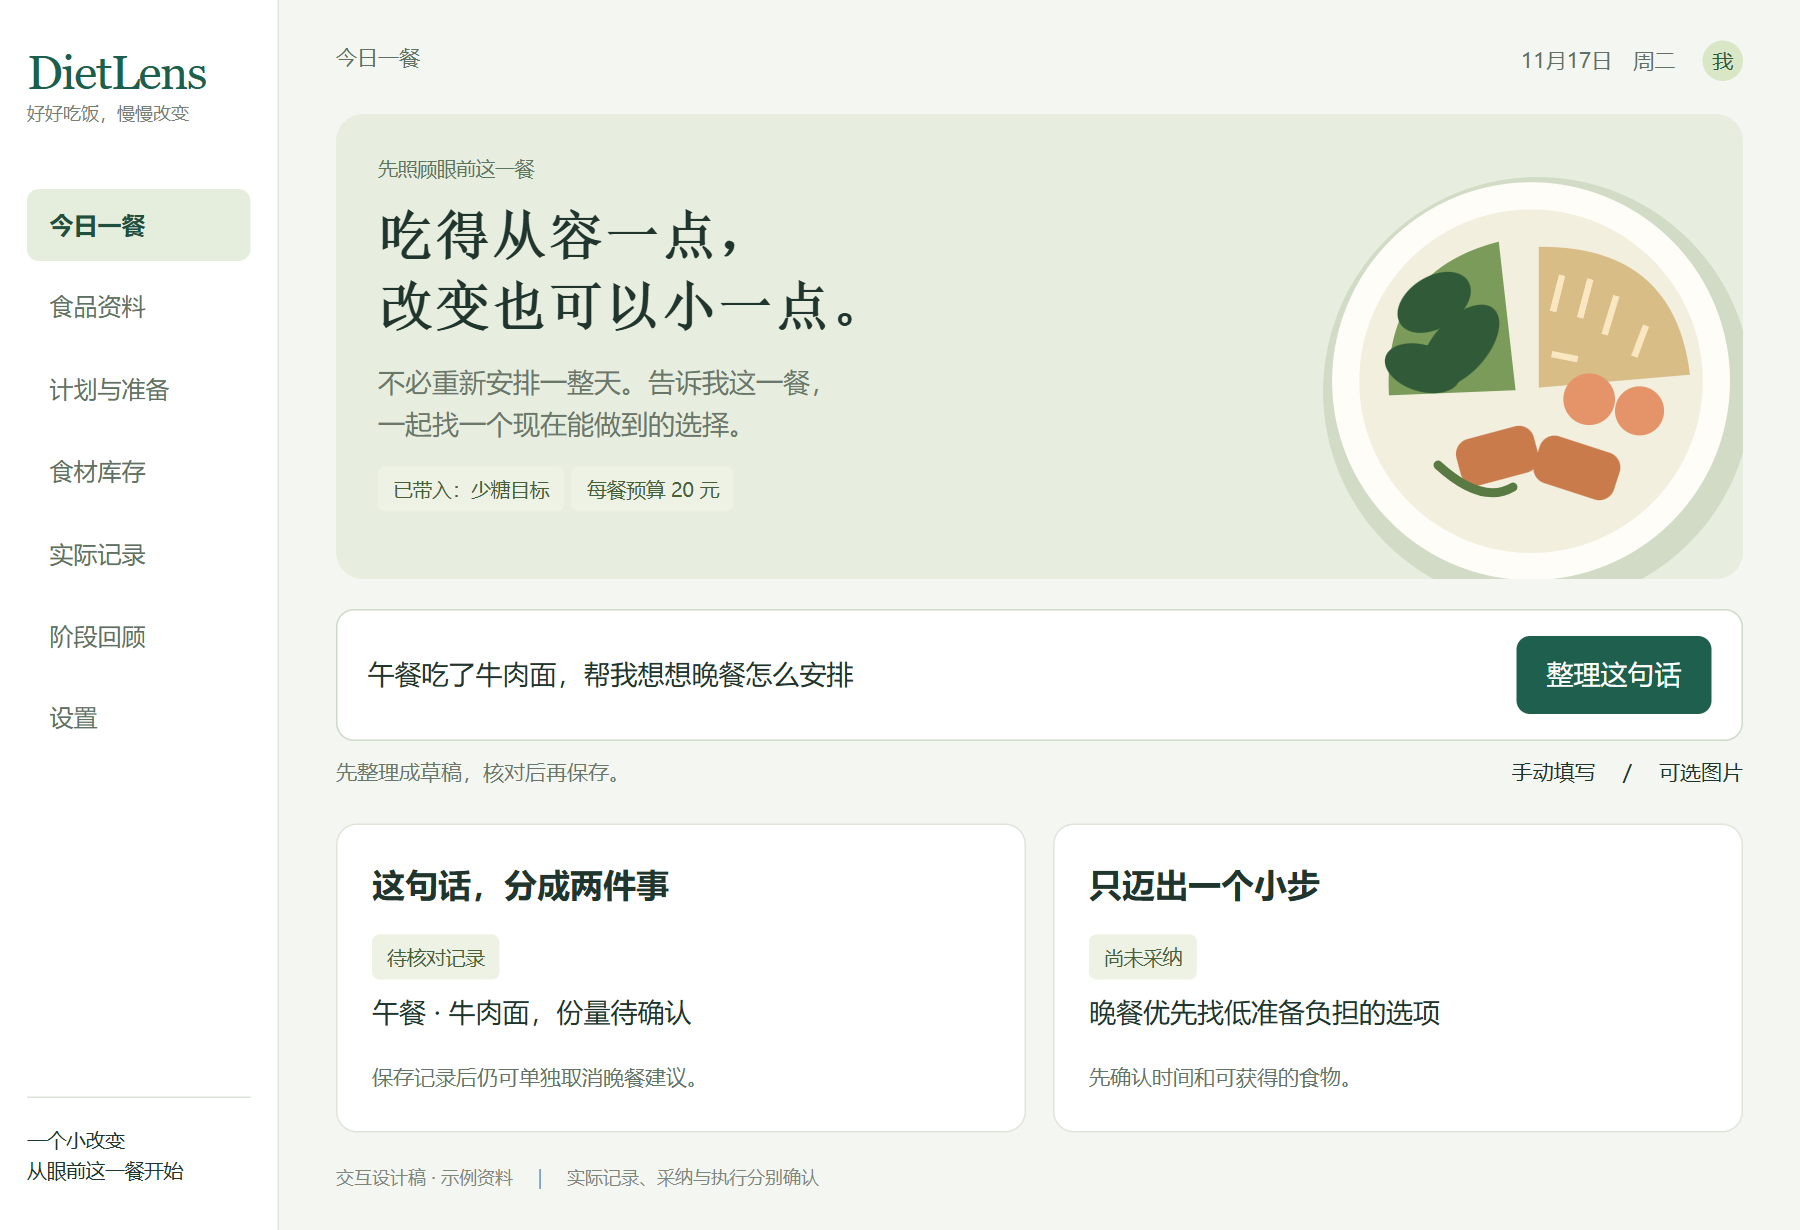 DietLens
好好吃饭，慢慢改变
今日一餐
食品资料
计划与准备
食材库存
实际记录
阶段回顾
设置
一个小改变
从眼前这一餐开始
今日一餐
11月17日 周二 我
先照顾眼前这一餐
吃得从容一点，
改变也可以小一点。
不必重新安排一整天。告诉我这一餐，
一起找一个现在能做到的选择。
已带入：少糖目标 每餐预算 20 元
午餐吃了牛肉面，帮我想想晚餐怎么安排 整理这句话
先整理成草稿，核对后再保存。 手动填写 / 可选图片
这句话，分成两件事
待核对记录
午餐 · 牛肉面，份量待确认
保存记录后仍可单独取消晚餐建议。
只迈出一个小步
尚未采纳
晚餐优先找低准备负担的选项
先确认时间和可获得的食物。
交互设计稿 · 示例资料 | 实际记录、采纳与执行分别确认